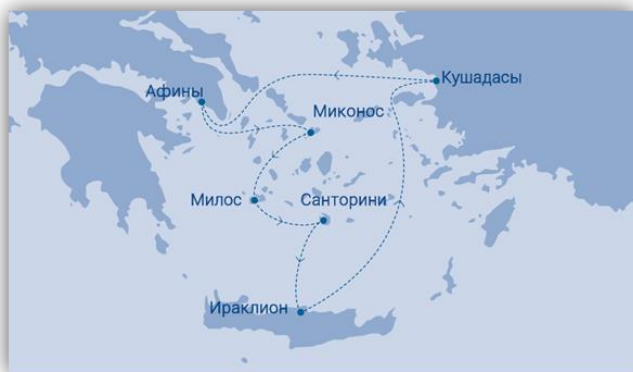 Кушадасы
Афины
Миконос
Милос
Санторини
Ираклион